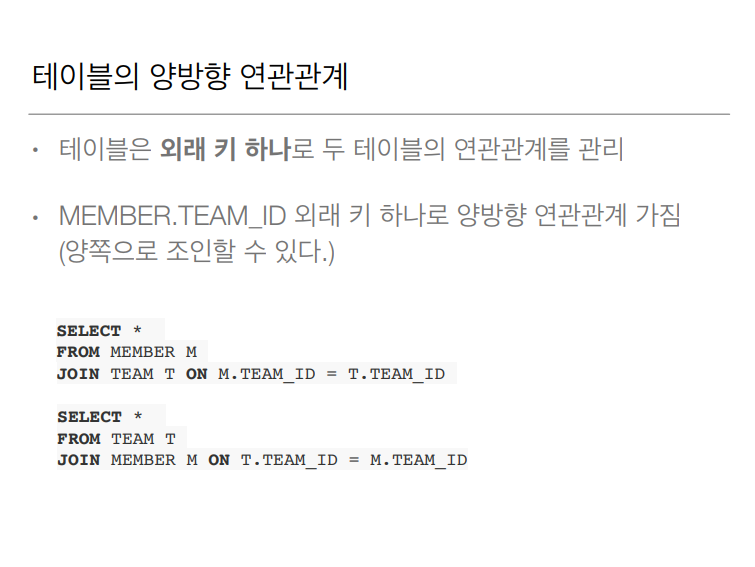 테이블의 양방향 연관관계
• 테이블은 외래 키 하나로 두 테이블의 연관관계를 관리
• MEMBER.TEAM_ID 외래 키 하나로 양방향 연관관계 가짐
(양쪽으로 조인할 수 있다.)
SELECT *
FROM MEMBER M
JOIN TEAM T ON M.TEAM_ID = T.TEAM_ID
SELECT *
FROM TEAM T
JOIN MEMBER M ON T.TEAM_ID = M.TEAM_ID